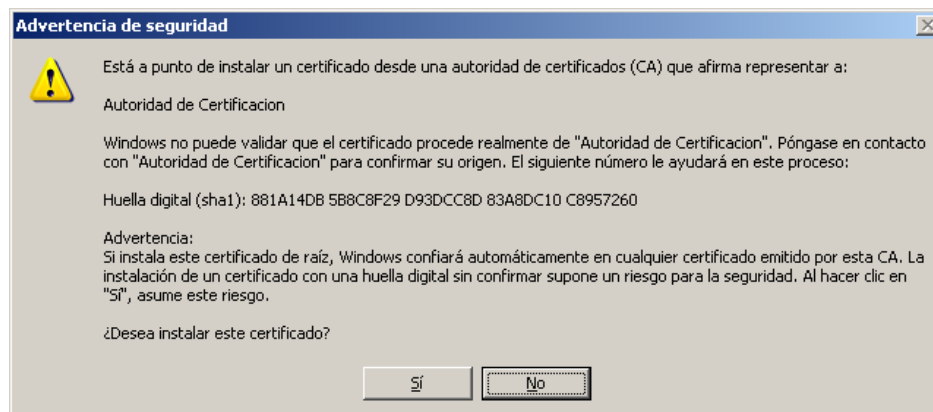 Advertencia de seguridad
Está a punto de instalar un certificado desde una autoridad de certificados (CA) que afirma representar a:
Autoridad de Certificacion
Windows no puede validar que el certificado procede realmente de "Autoridad de Certificacion". Póngase en contacto
con "Autoridad de Certificacion" para confirmar su origen. El siguiente número le ayudará en este proceso:
Huella digital (sha1): 881A14DB 5B8C8F29 D93DCC8D 83A8DC10 C8957260
Advertencia:
Si instala este certificado de raíz, Windows confiará automáticamente en cualquier certificado emitido por esta CA. La
instalación de un certificado con una huella digital sin confirmar supone un riesgo para la seguridad. Al hacer clic en
"Sí", asume este riesgo.
¿Desea instalar este certificado?
Sí No